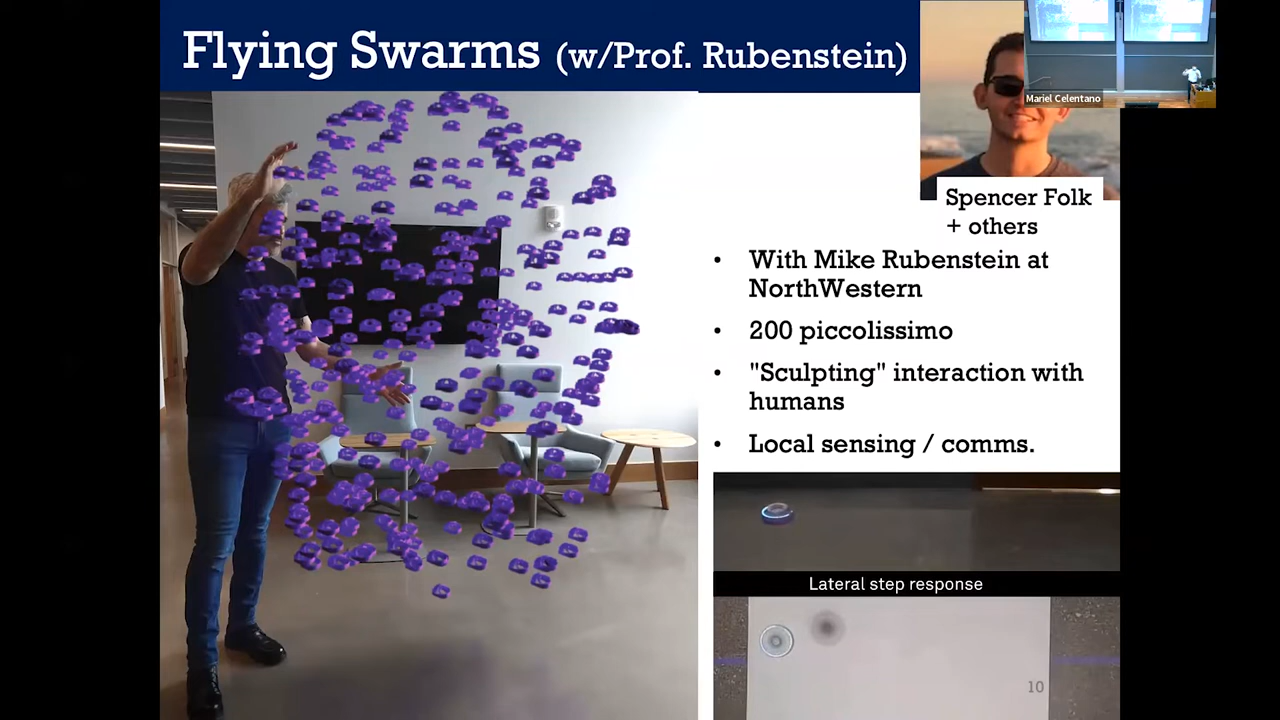 Flying Swarms (w/Prof. Rubenstein)
Mariel Celentano
Spencer Folk
+ others
• With Mike Rubenstein at
NorthWestern
• 200 piccolissimo
• "Sculpting" interaction with
humans
• Local sensing / comms.
Lateral step response
10